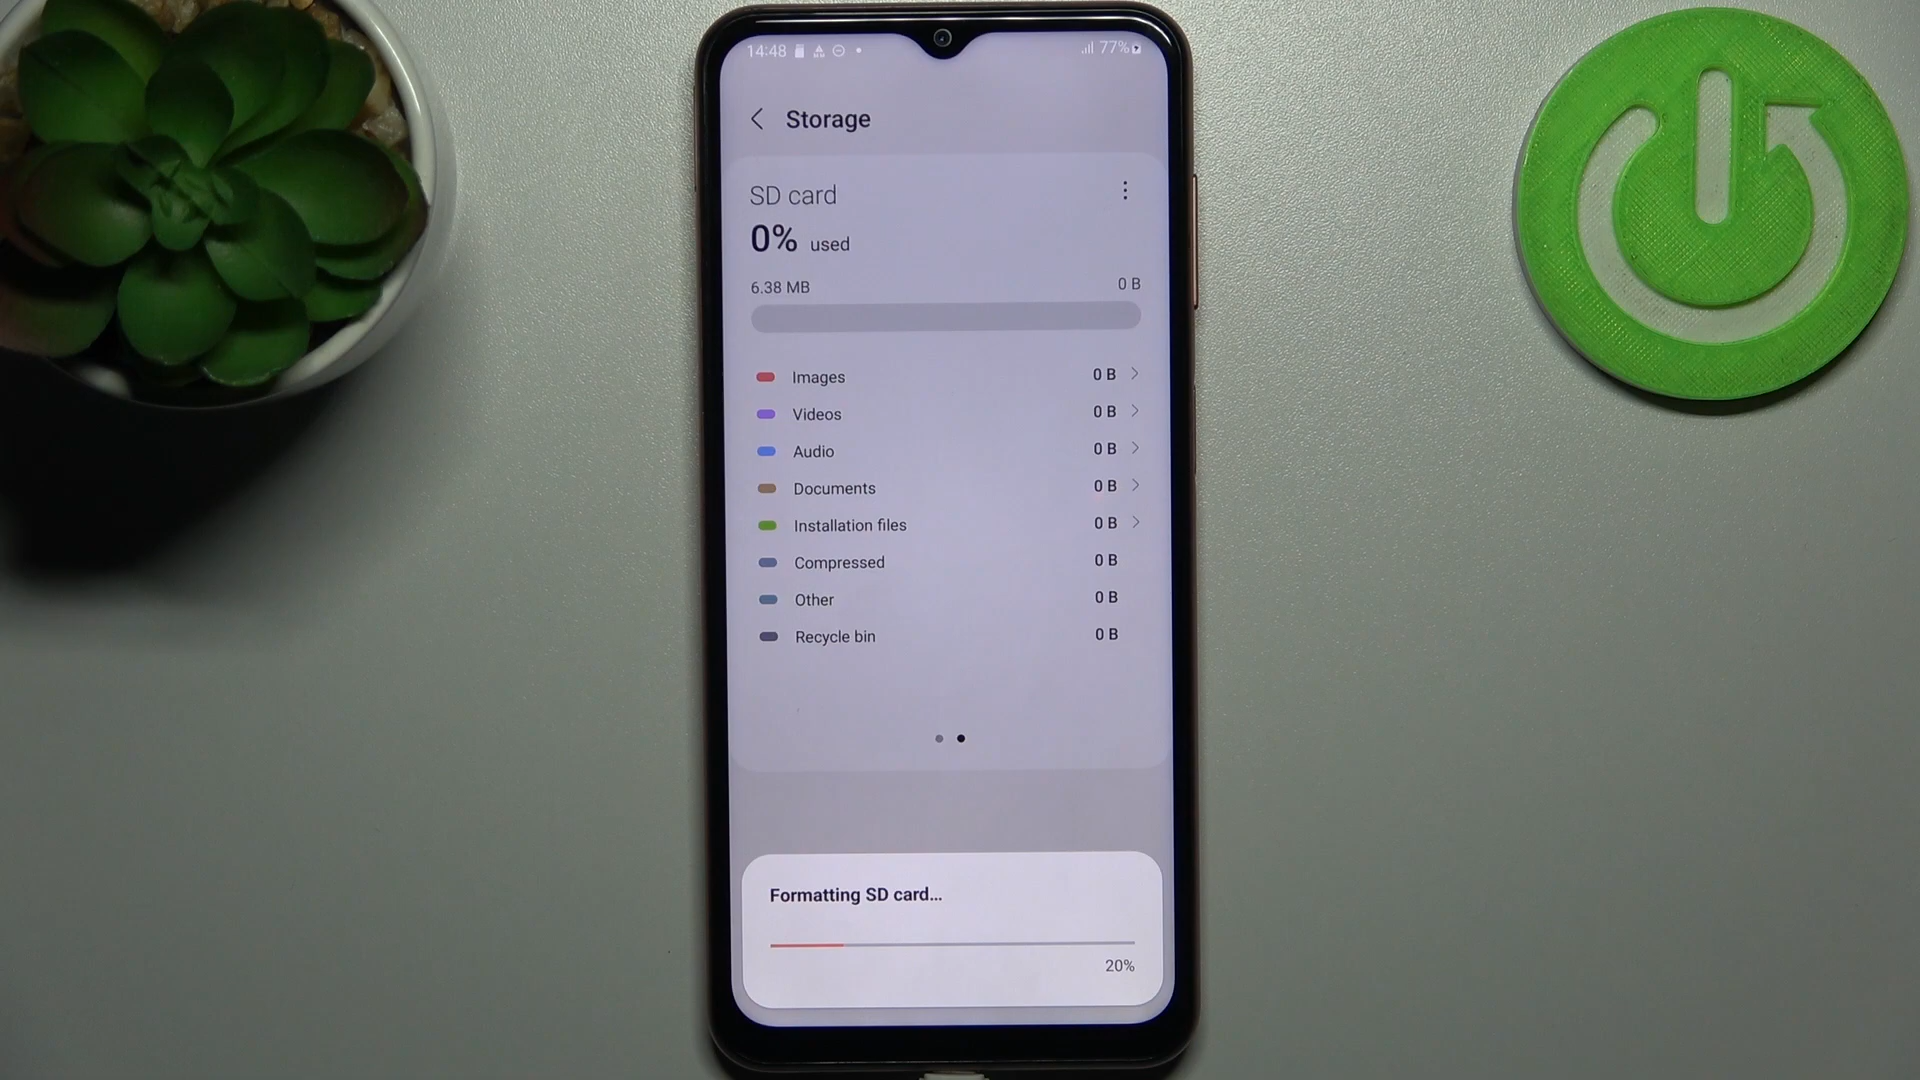 14:48
77%
Storage
SD card
0% used
6.38 MB 0 B
Images 0 B
Videos 0 B
Audio 0 B
Documents 0 B
Installation files 0 B
Compressed 0 B
Other 0 B
Recycle bin 0 B
Formatting SD card...
20%